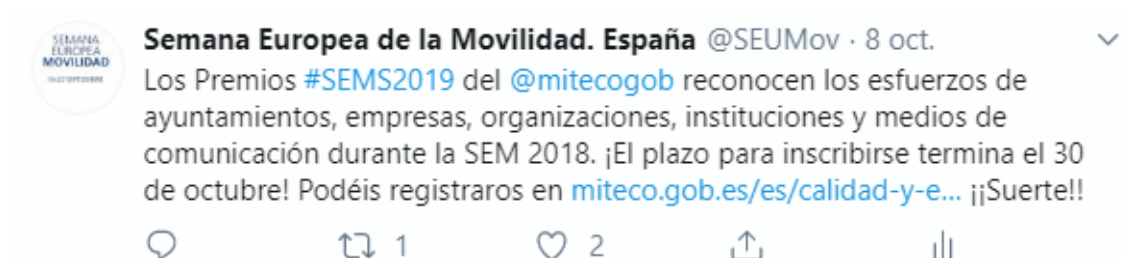 SEMANA
EUROPEA
MOVILIDAD
Semana Europea de la Movilidad. España @SEUMov · 8 oct.
Los Premios #SEMS2019 del @mitecogob reconocen los esfuerzos de
ayuntamientos, empresas, organizaciones, instituciones y medios de
comunicación durante la SEM 2018. ¡El plazo para inscribirse termina el 30
de octubre! Podéis registraros en miteco.gob.es/es/calidad-y-e... ¡¡Suerte!!
1 2